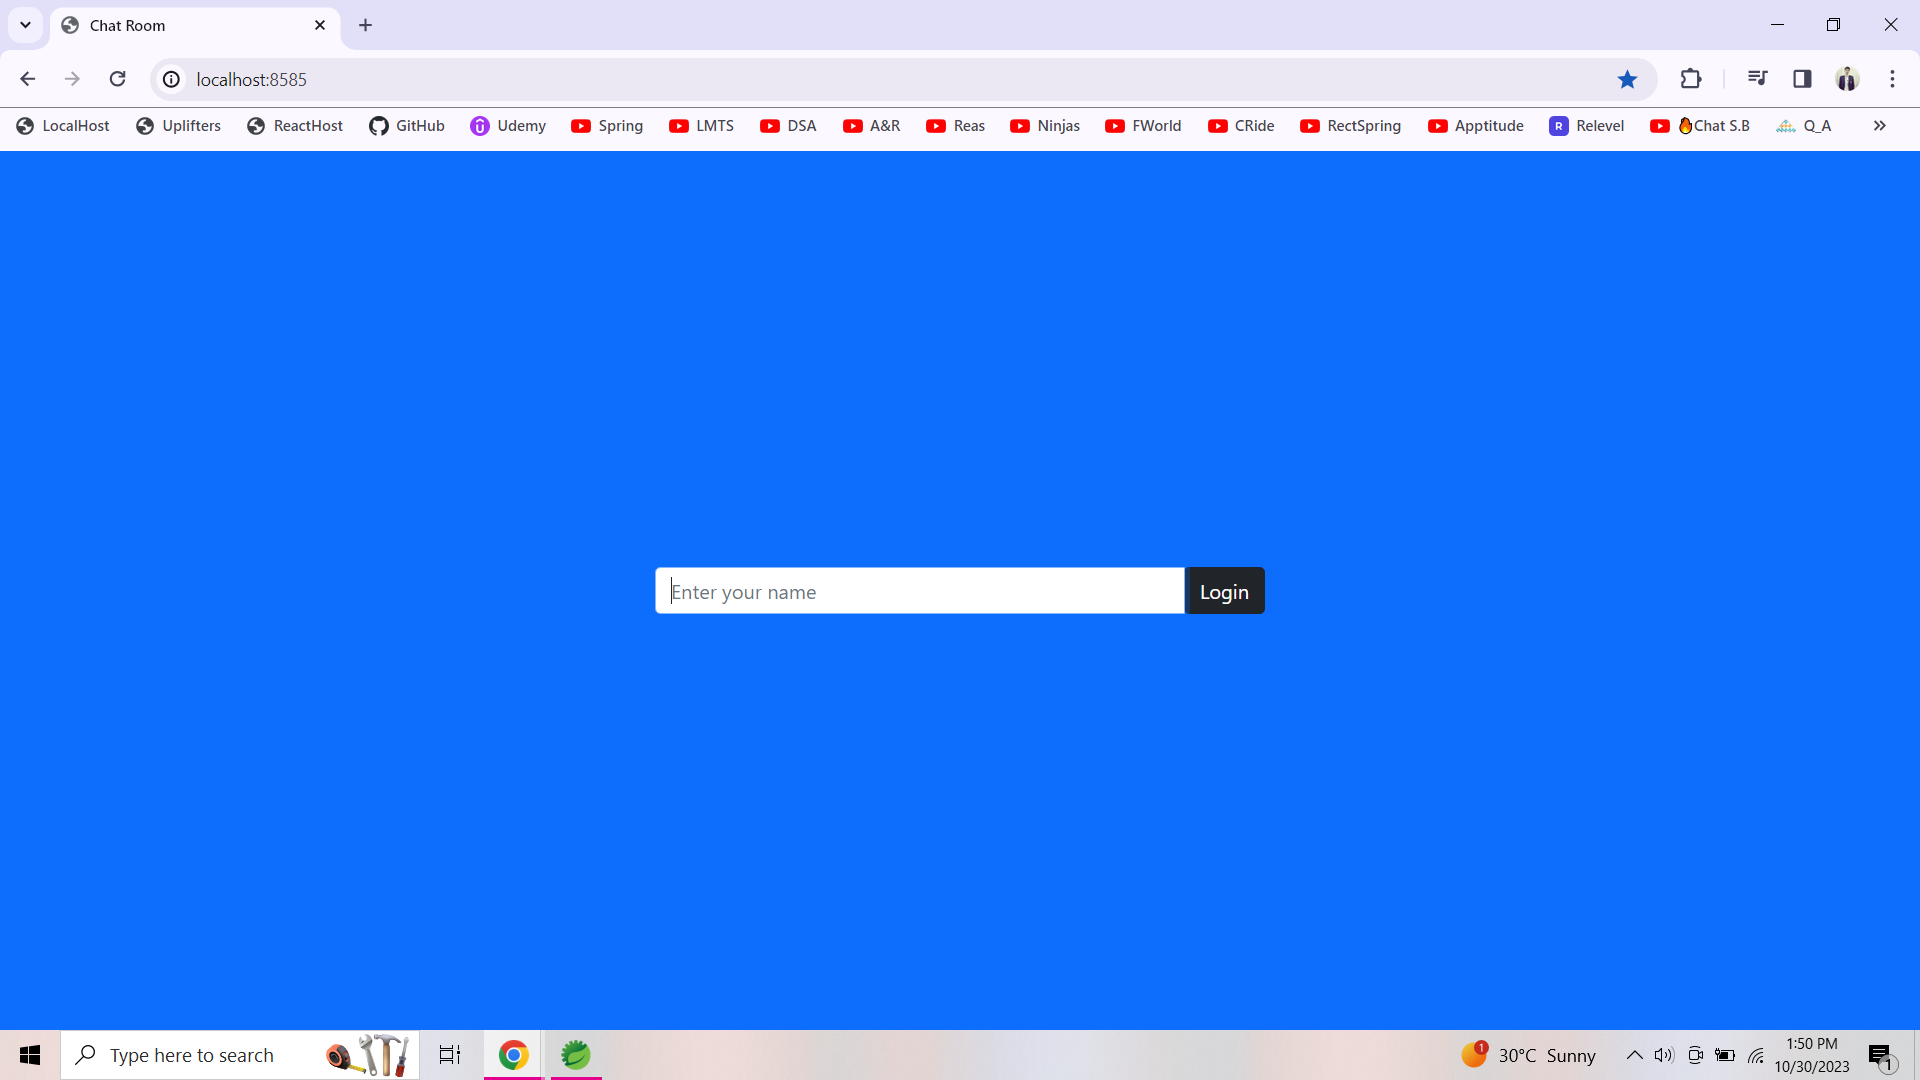 Chat Room
localhost:8585
LocalHost Uplifters ReactHost GitHub Udemy Spring LMTS DSA A&R Reas Ninjas FWorld CRide RectSpring Apptitude R Relevel 🔥Chat S.B Q_A
Enter your name Login
Type here to search
1 30°C Sunny
1:50 PM
10/30/2023
1